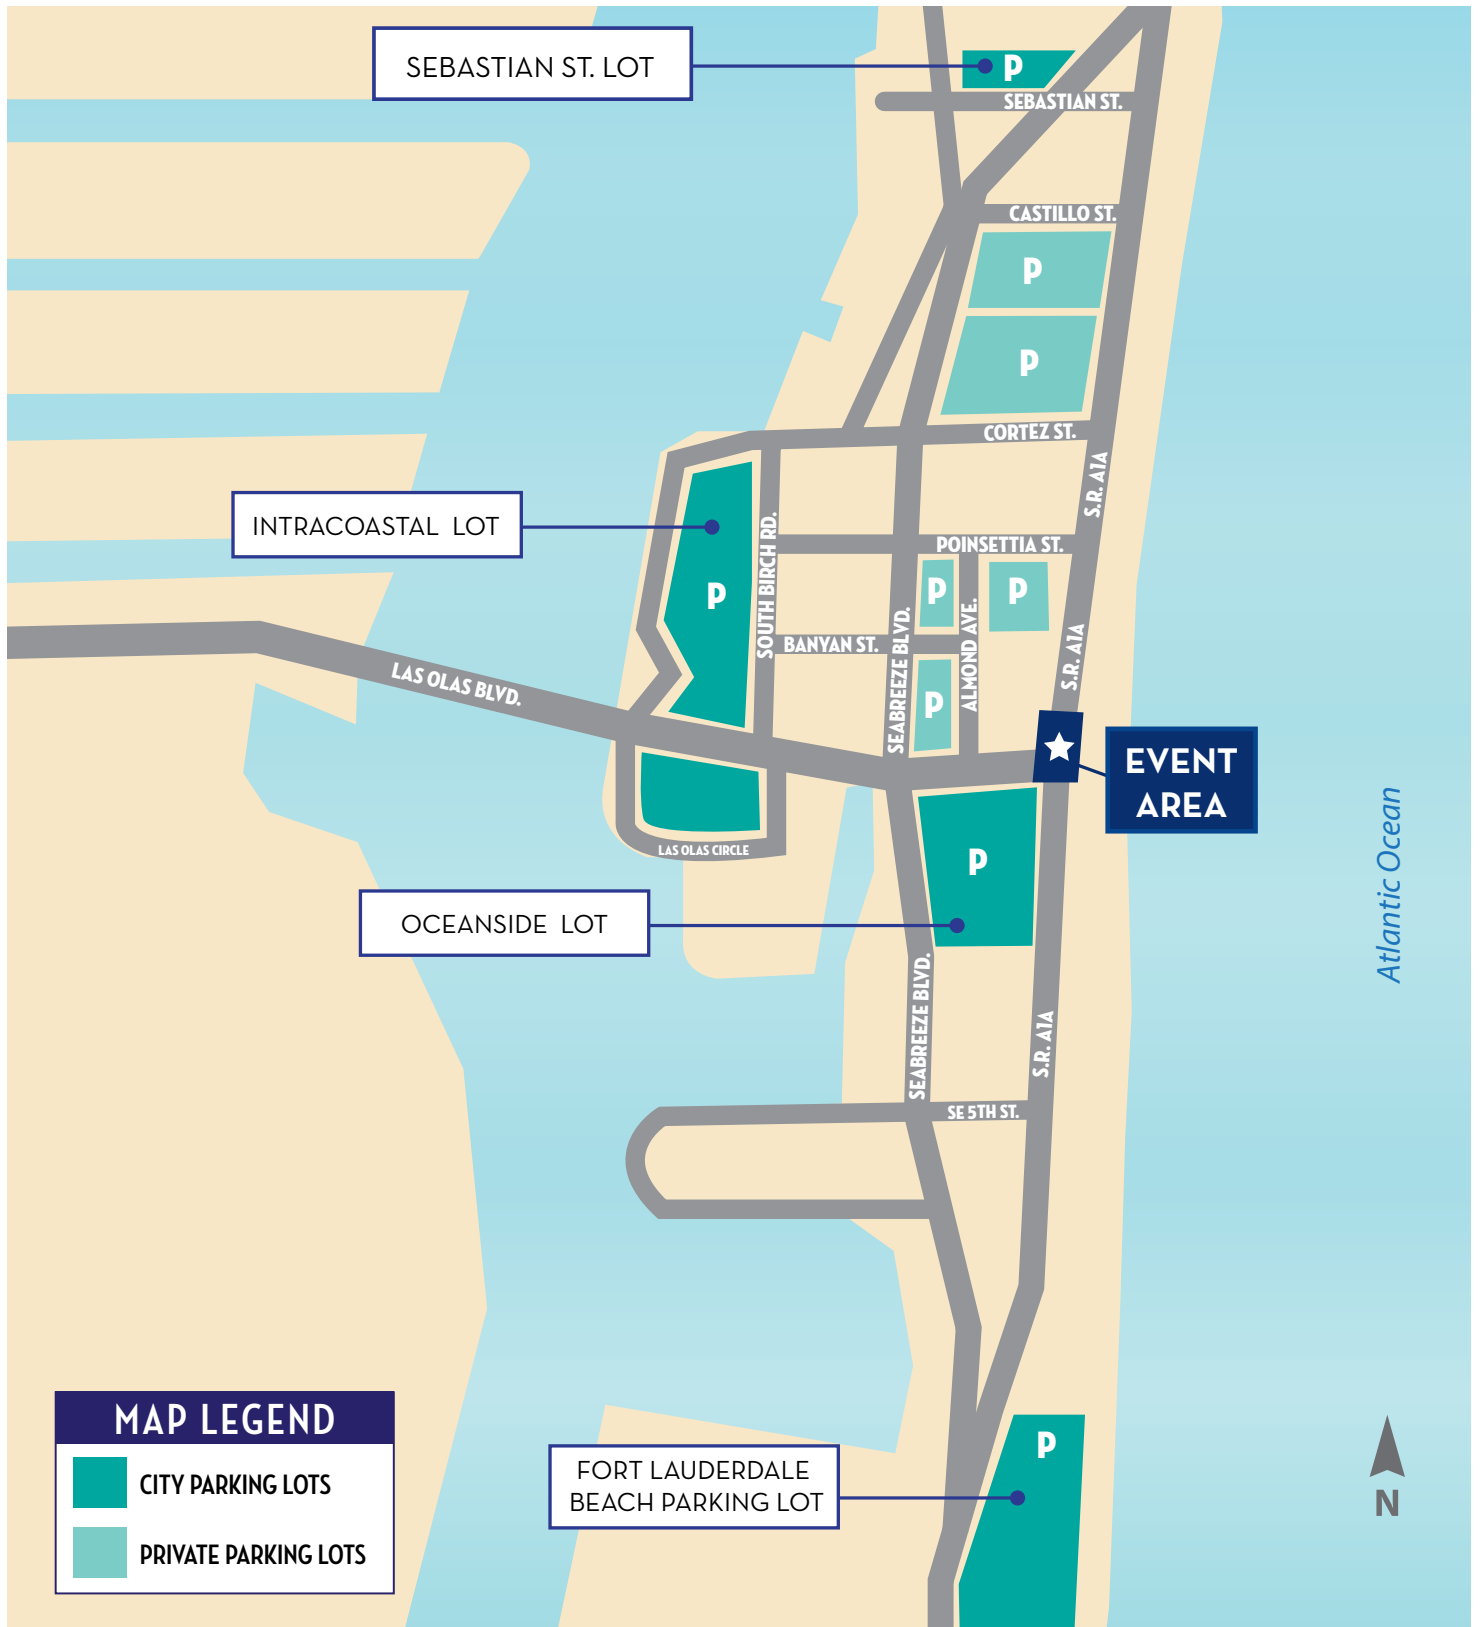 SEBASTIAN ST. LOT
P
SEBASTIAN ST.
CASTILLO ST.
P
P
CORTEZ ST.
S.R. A1A
INTRACOASTAL LOT
P
SOUTH BIRCH RD.
POINSETTIA ST.
P
P
BANYAN ST.
SEABREEZE BLVD.
ALMOND AVE.
S.R. A1A
LAS OLAS BLVD.
P
EVENT
AREA
LAS OLAS CIRCLE
P
OCEANSIDE LOT
Atlantic Ocean
SEABREEZE BLVD.
S.R. A1A
SE 5TH ST.
P
FORT LAUDERDALE
BEACH PARKING LOT
MAP LEGEND
CITY PARKING LOTS
PRIVATE PARKING LOTS
N